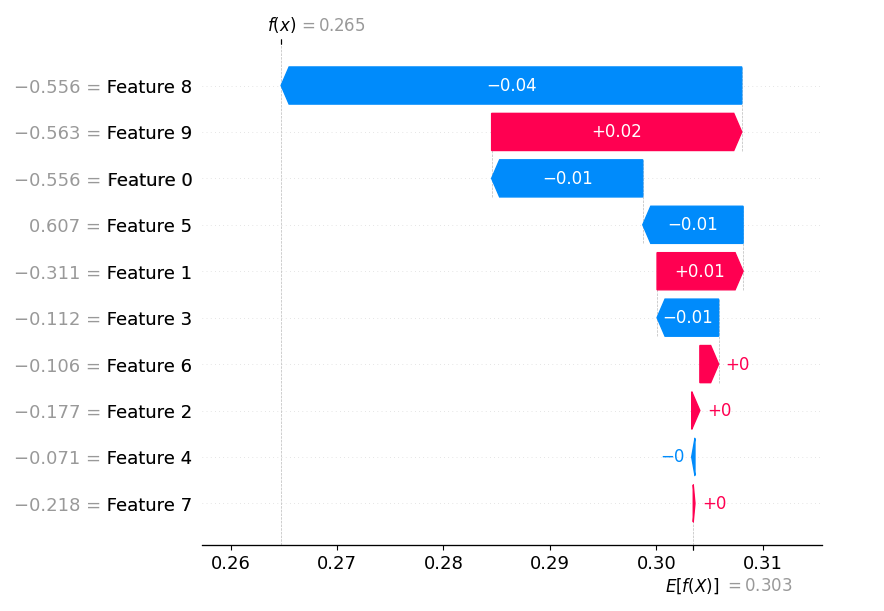 f(x) = 0.265
−0.556 = Feature 8 −0.04
−0.563 = Feature 9 +0.02
−0.556 = Feature 0 −0.01
0.607 = Feature 5 −0.01
−0.311 = Feature 1 +0.01
−0.112 = Feature 3 −0.01
−0.106 = Feature 6 +0
−0.177 = Feature 2 +0
−0.071 = Feature 4 −0
−0.218 = Feature 7 +0
0.26 0.27 0.28 0.29 0.30 0.31
E[f(X)] = 0.303